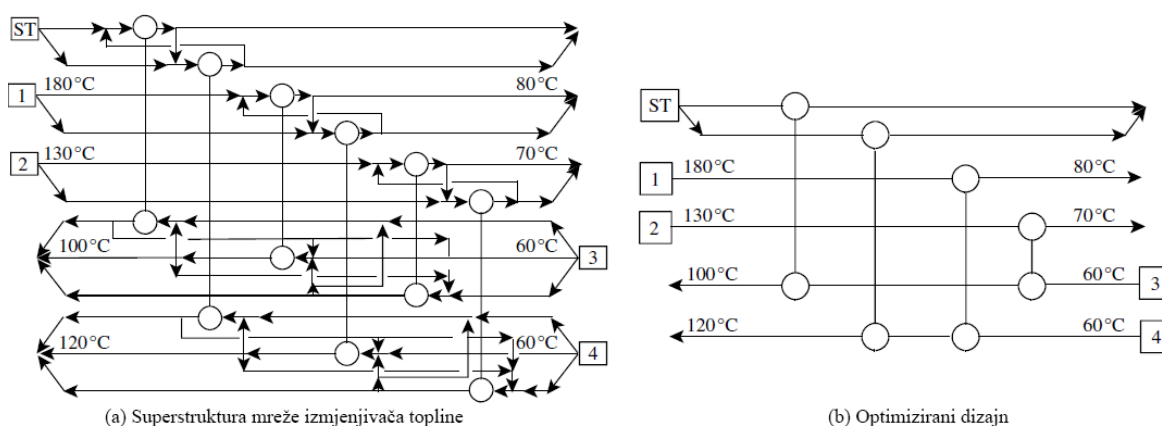 ST
1
180°C
80°C
2
130°C
70°C
100°C
60°C
3
120°C
60°C
4
(a) Superstruktura mreže izmjenjivača topline
ST
1
180°C
80°C
2
130°C
70°C
100°C
60°C
3
120°C
60°C
4
(b) Optimizirani dizajn